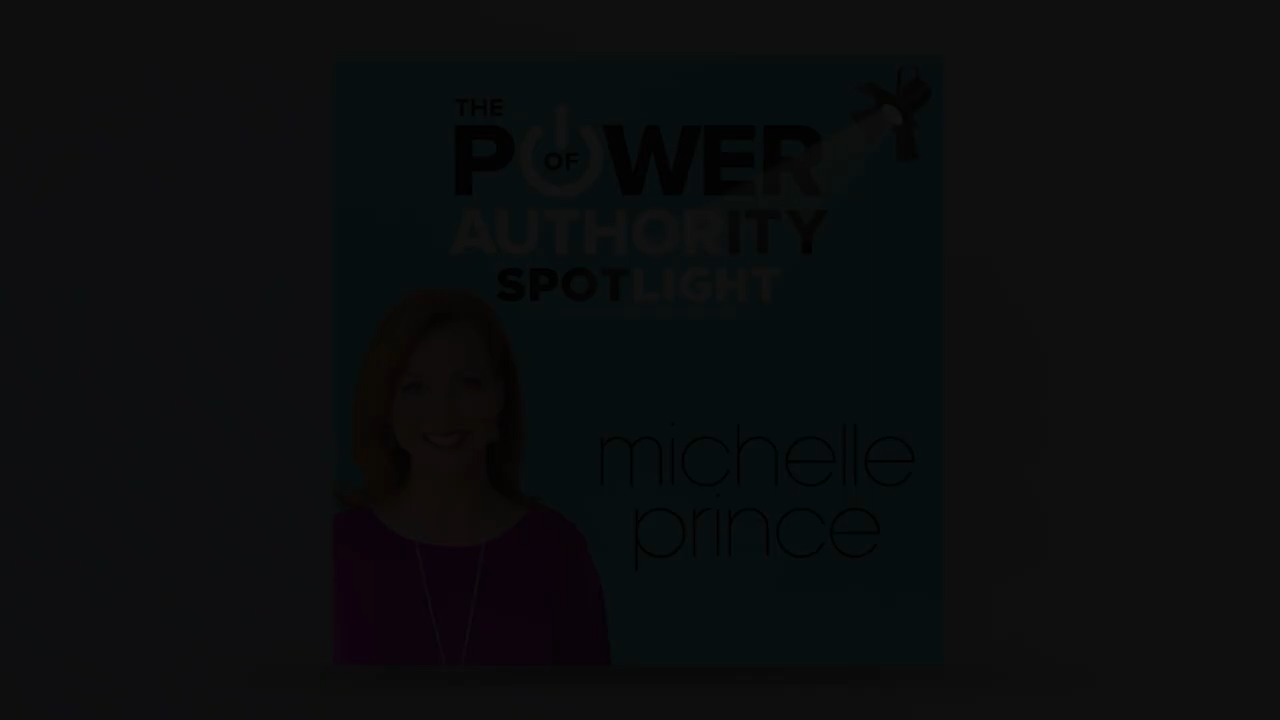 THE
POWER
OF
AUTHORITY
SPOTLIGHT
michelle
prince